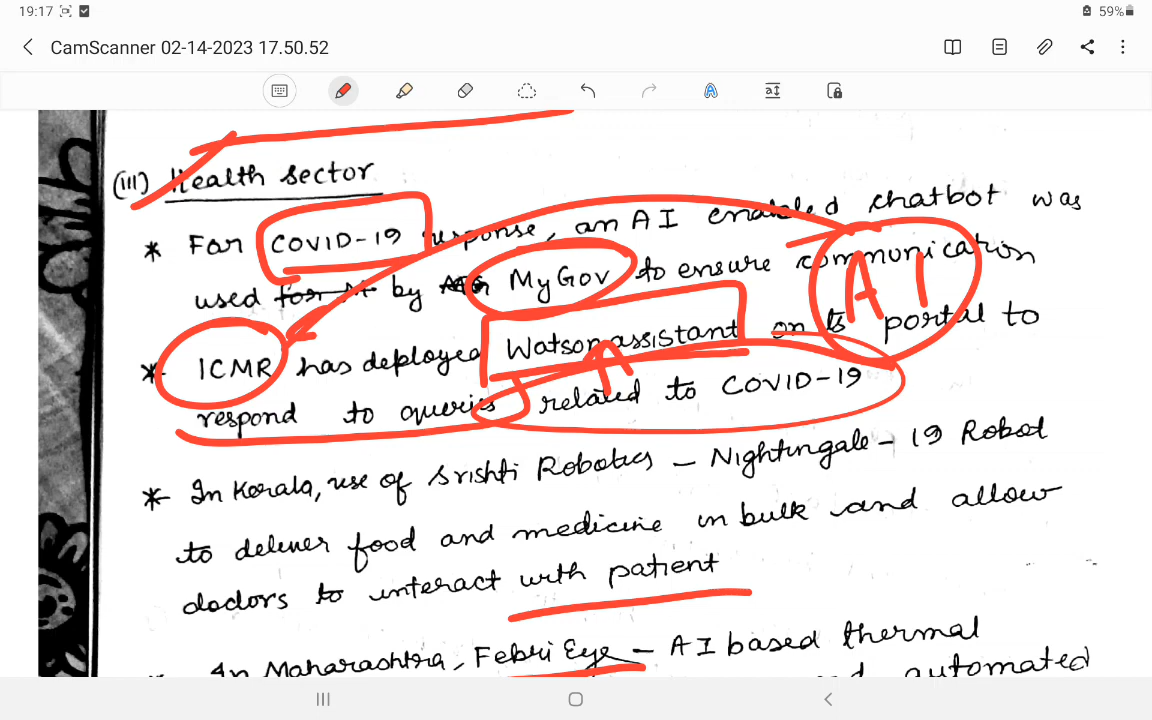 19:17
59%
CamScanner 02-14-2023 17.50.52
(iii) Health sector
* For COVID-19 response, an AI enabled chatbot was
used for M by MyGov to ensure communication
AI
* ICMR has deployed Watson assistant on its portal to
respond to queries related to COVID-19
* In Kerala, use of Srishti Robotics - Nightingale-19 Robot
to deliver food and medicine in bulk and allow
doctors to interact with patient
* In Maharashtra, Febri Eye - AI based thermal
automated